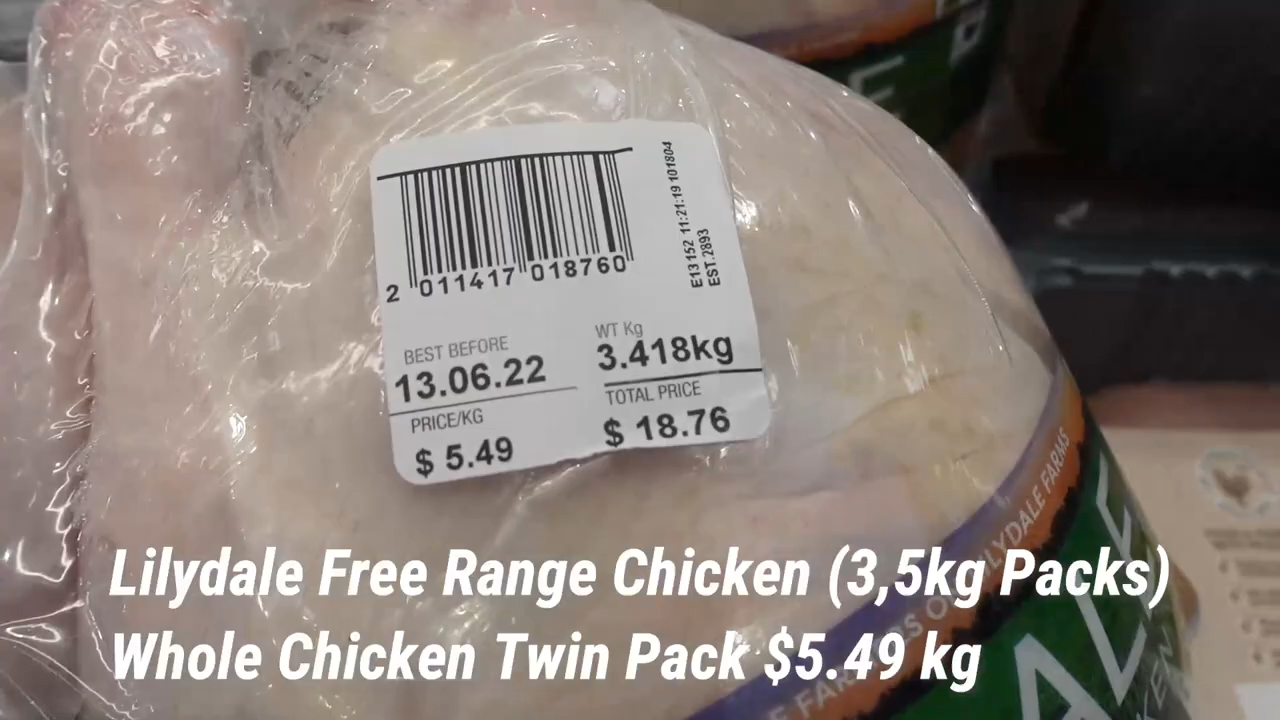 E13152 11:21:19 101804
EST.2893
2 011417 018760
BEST BEFORE
13.06.22
WT Kg
3.418kg
PRICE/KG
$ 5.49
TOTAL PRICE
$ 18.76
LILYDALE FARMS
Lilydale Free Range Chicken (3,5kg Packs)
Whole Chicken Twin Pack $5.49 kg